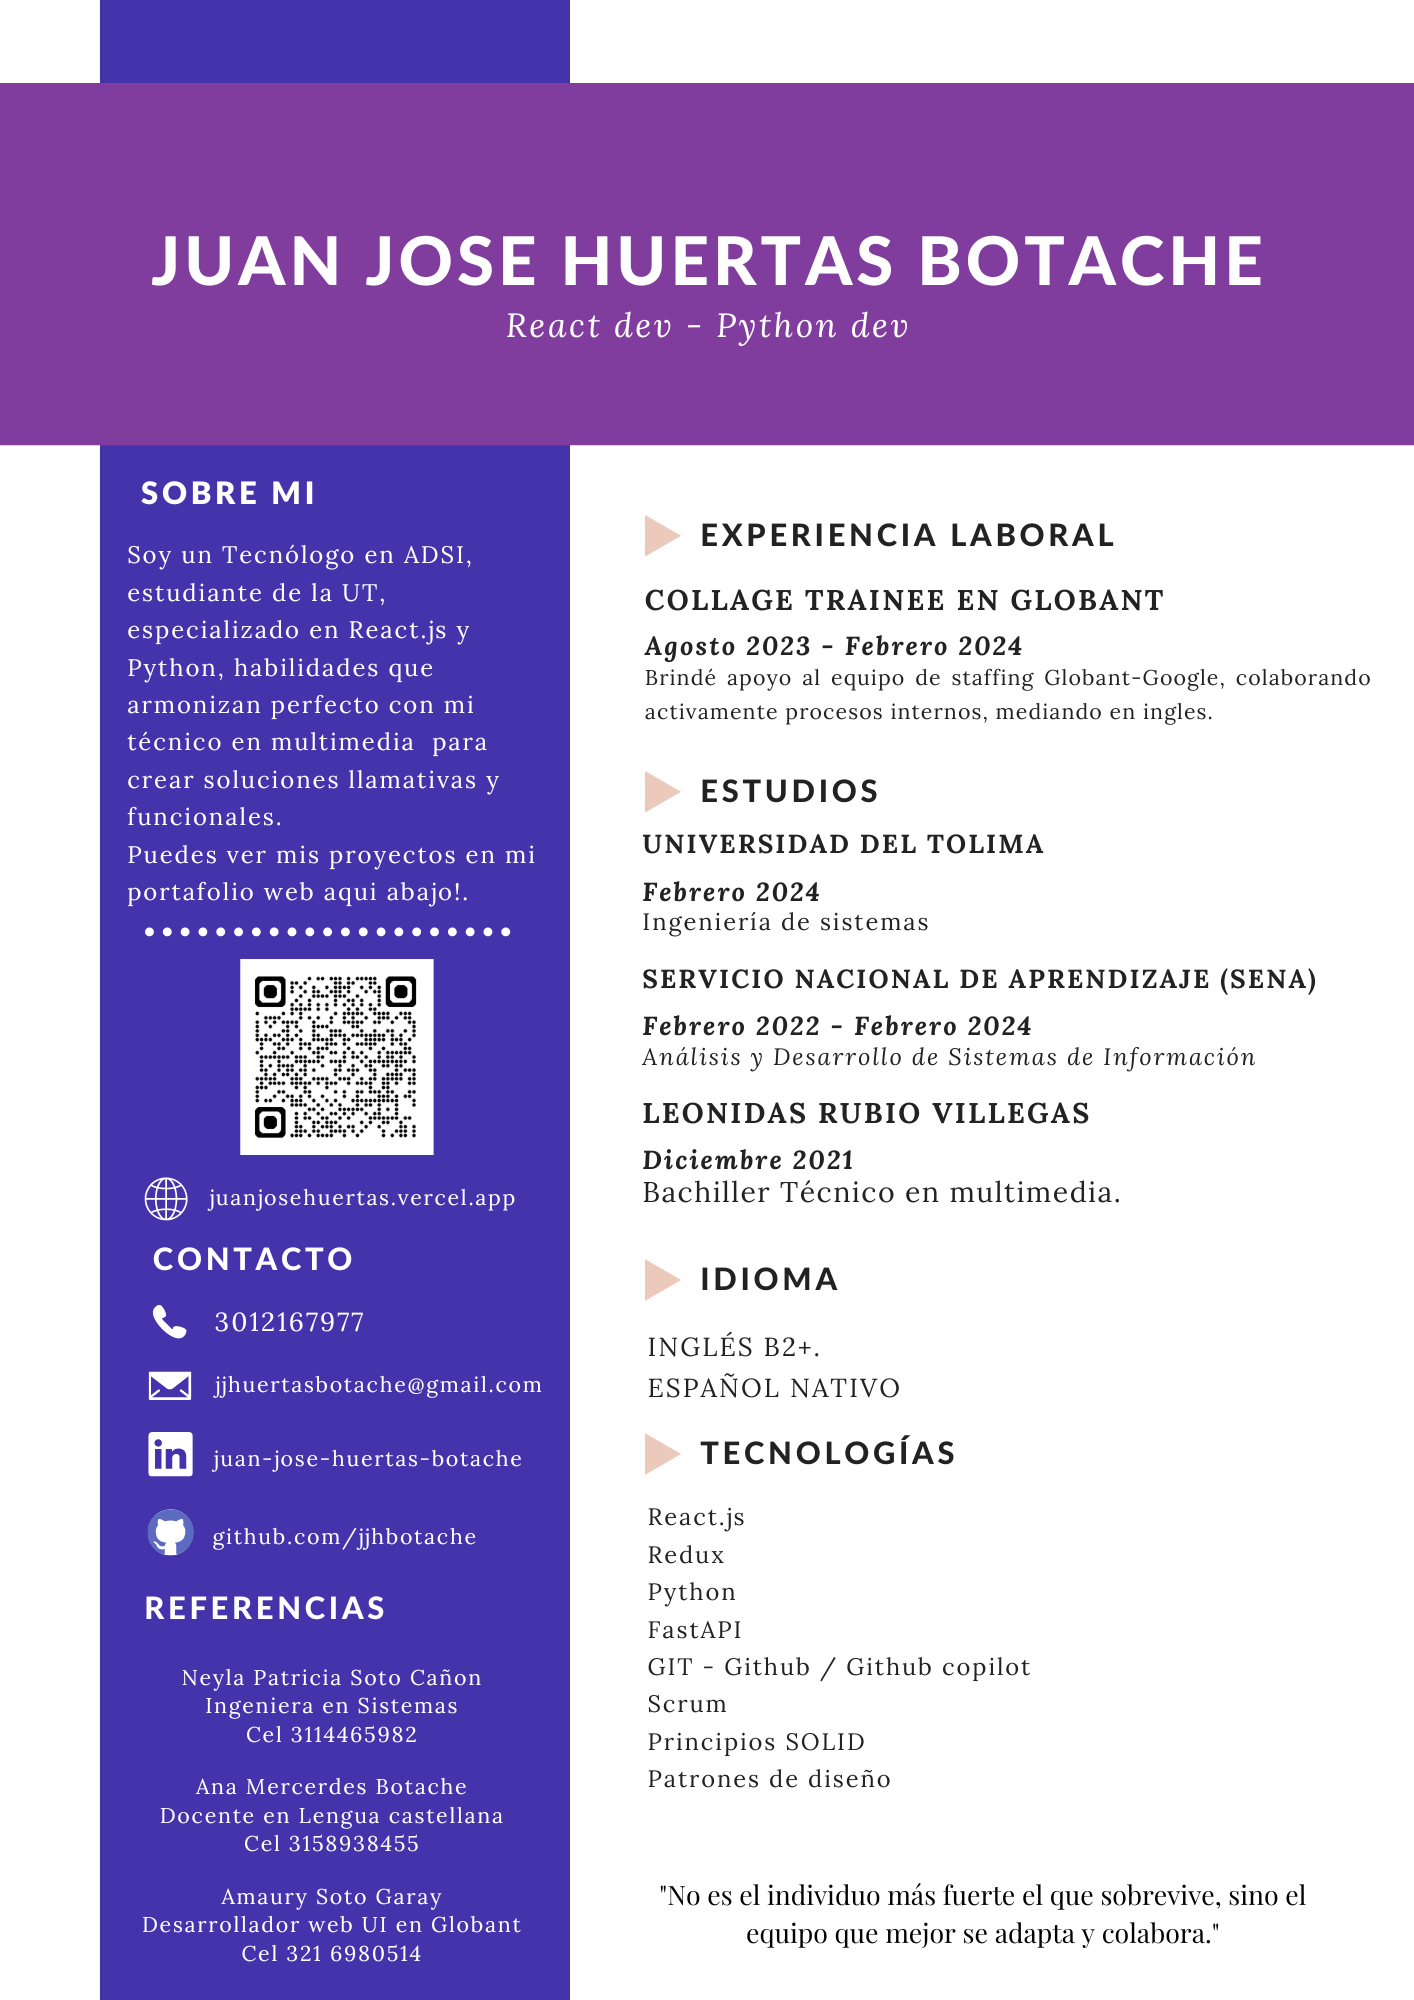 JUAN JOSE HUERTAS BOTACHE
React dev - Python dev
SOBRE MI
Soy un Tecnólogo en ADSI,
estudiante de la UT,
especializado en React.js y
Python, habilidades que
armonizan perfecto con mi
técnico en multimedia para
crear soluciones llamativas y
funcionales.
Puedes ver mis proyectos en mi
portafolio web aqui abajo!.
juanjosehuertas.vercel.app
CONTACTO
3012167977
jjhuertasbotache@gmail.com
in
juan-jose-huertas-botache
github.com/jjhbotache
REFERENCIAS
Neyla Patricia Soto Cañon
Ingeniera en Sistemas
Cel 3114465982
Ana Mercerdes Botache
Docente en Lengua castellana
Cel 3158938455
Amaury Soto Garay
Desarrollador web UI en Globant
Cel 321 6980514
EXPERIENCIA LABORAL
COLLAGE TRAINEE EN GLOBANT
Agosto 2023 - Febrero 2024
Brindé apoyo al equipo de staffing Globant-Google, colaborando
activamente procesos internos, mediando en ingles.
ESTUDIOS
UNIVERSIDAD DEL TOLIMA
Febrero 2024
Ingeniería de sistemas
SERVICIO NACIONAL DE APRENDIZAJE (SENA)
Febrero 2022 - Febrero 2024
Análisis y Desarrollo de Sistemas de Información
LEONIDAS RUBIO VILLEGAS
Diciembre 2021
Bachiller Técnico en multimedia.
IDIOMA
INGLÉS B2+.
ESPAÑOL NATIVO
TECNOLOGÍAS
React.js
Redux
Python
FastAPI
GIT - Github / Github copilot
Scrum
Principios SOLID
Patrones de diseño
"No es el individuo más fuerte el que sobrevive, sino el
equipo que mejor se adapta y colabora."